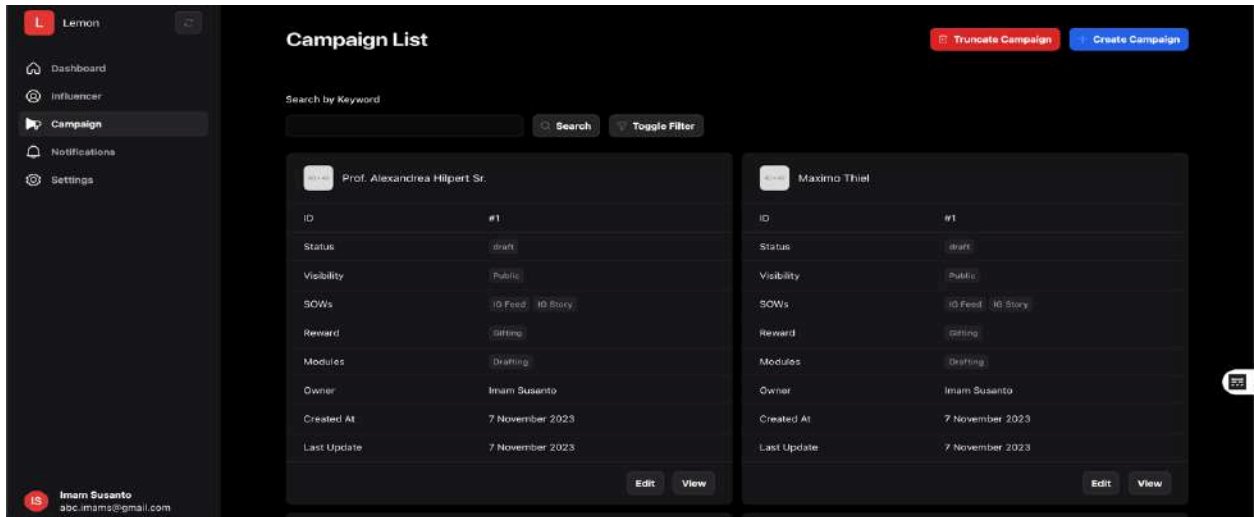 L Lemon
Dashboard
Influencer
Campaign
Notifications
Settings
IS Imam Susanto
abc.imams@gmail.com
Campaign List
Truncate Campaign Create Campaign
Search by Keyword
Search Toggle Filter
Prof. Alexandrea Hilpert Sr.
ID #1
Status draft
Visibility Public
SOWs IG Feed IG Story
Reward Gifting
Modules Drafting
Owner Imam Susanto
Created At 7 November 2023
Last Update 7 November 2023
Edit View
Maximo Thiel
ID #1
Status draft
Visibility Public
SOWs IG Feed IG Story
Reward Gifting
Modules Drafting
Owner Imam Susanto
Created At 7 November 2023
Last Update 7 November 2023
Edit View